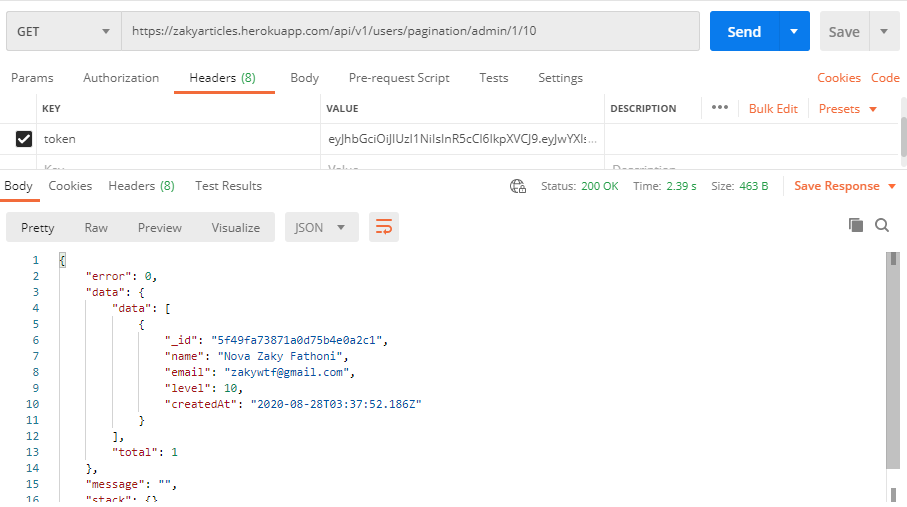 GET https://zakyarticles.herokuapp.com/api/v1/users/pagination/admin/1/10 Send Save
Params Authorization Headers (8) Body Pre-request Script Tests Settings Cookies Code
KEY VALUE DESCRIPTION ••• Bulk Edit Presets
token eyJhbGciOiJIUzI1NiIsInR5cCI6IkpXVCJ9.eyJwYXls...
Key Value Description
Body Cookies Headers (8) Test Results Status: 200 OK Time: 2.39 s Size: 463 B Save Response
Pretty Raw Preview Visualize JSON
1 {
2 "error": 0,
3 "data": {
4 "data": [
5 {
6 "_id": "5f49fa73871a0d75b4e0a2c1",
7 "name": "Nova Zaky Fathoni",
8 "email": "zakywtf@gmail.com",
9 "level": 10,
10 "createdAt": "2020-08-28T03:37:52.186Z"
11 }
12 ],
13 "total": 1
14 },
15 "message": "",
16 "stack": {}